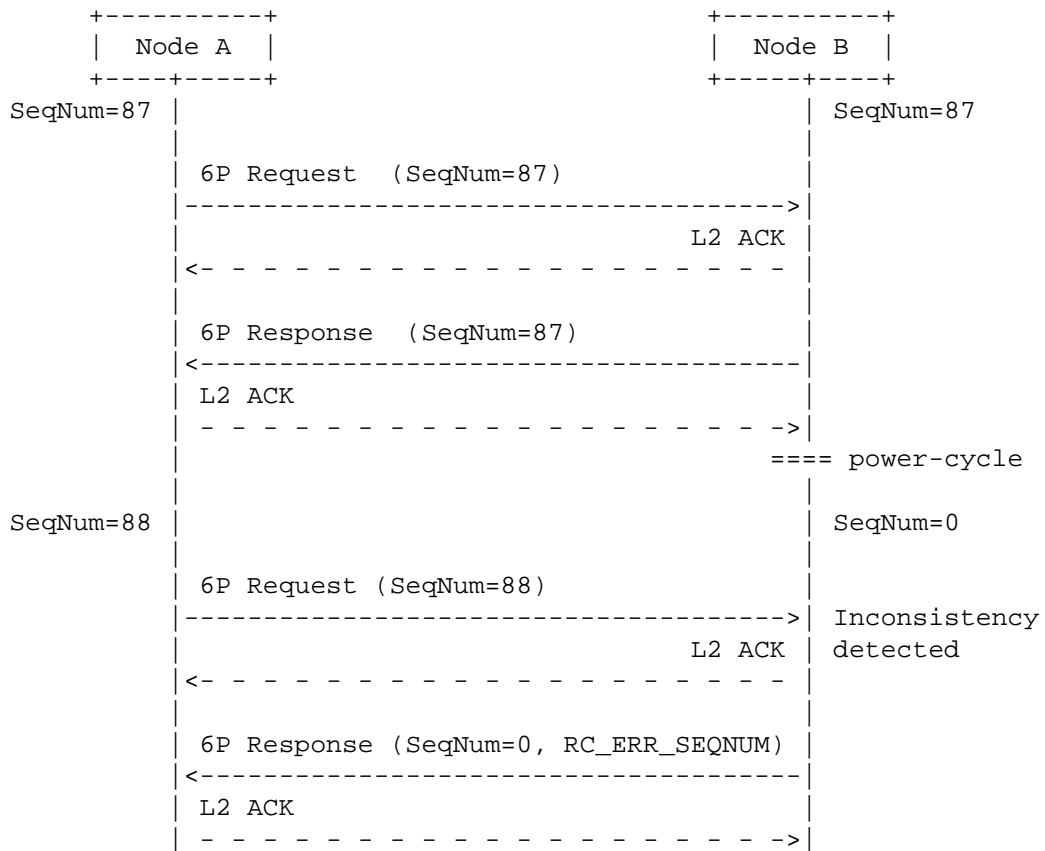 Node A Node B
SeqNum=87 SeqNum=87
6P Request (SeqNum=87)
L2 ACK
6P Response (SeqNum=87)
L2 ACK
==== power-cycle
SeqNum=88 SeqNum=0
6P Request (SeqNum=88)
Inconsistency
L2 ACK detected
6P Response (SeqNum=0, RC_ERR_SEQNUM)
L2 ACK